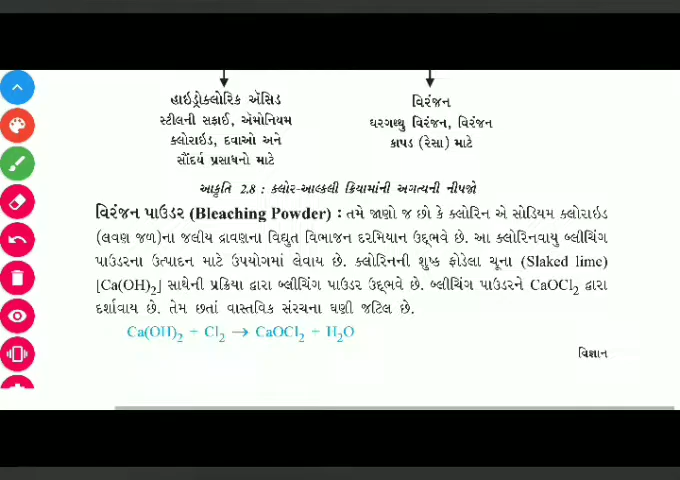 હાઇડ્રોક્લોરિક ઍસિડ
સ્ટીલની સફાઈ, ઍમોનિયમ
ક્લોરાઇડ, દવાઓ અને
સૌંદર્ય પ્રસાધનો માટે
વિરંજન
ઘરગથ્થુ વિરંજન, વિરંજન
કાપડ (રેસા) માટે
આકૃતિ 2.8 : ક્લોર-આલ્કલી ક્રિયામાંની અગત્યની નીપજો
વિરંજન પાઉડર (Bleaching Powder) : તમે જાણો જ છો કે ક્લોરિન એ સોડિયમ ક્લોરાઇડ
(લવણ જળ)ના જલીય દ્રાવણના વિદ્યુત વિભાજન દરમિયાન ઉદ્ભવે છે. આ ક્લોરિનવાયુ બ્લીચિંગ
પાઉડરના ઉત્પાદન માટે ઉપયોગમાં લેવાય છે. ક્લોરિનની શુષ્ક ફોડેલા ચૂના (Slaked lime)
[Ca(OH)₂] સાથેની પ્રક્રિયા દ્વારા બ્લીચિંગ પાઉડર ઉદ્ભવે છે. બ્લીચિંગ પાઉડરને CaOCl₂ દ્વારા
દર્શાવાય છે. તેમ છતાં વાસ્તવિક સંરચના ઘણી જટિલ છે.
Ca(OH)₂ + Cl₂ → CaOCl₂ + H₂O
વિજ્ઞાન